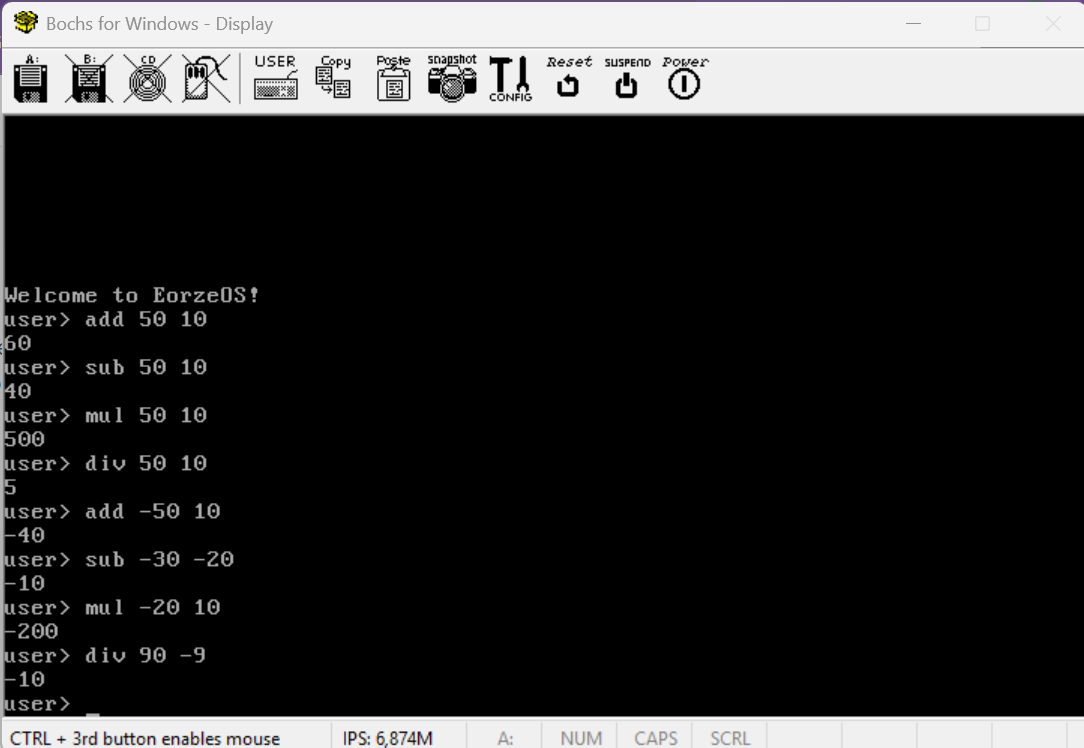 Bochs for Windows - Display
A: B: CD USER Copy Paste snapshot CONFIG Reset SUSPEND Power
Welcome to EorzeOS!
user> add 50 10
60
user> sub 50 10
40
user> mul 50 10
500
user> div 50 10
5
user> add -50 10
-40
user> sub -30 -20
-10
user> mul -20 10
-200
user> div 90 -9
-10
user> _
CTRL + 3rd button enables mouse IPS: 6,874M A: NUM CAPS SCRL